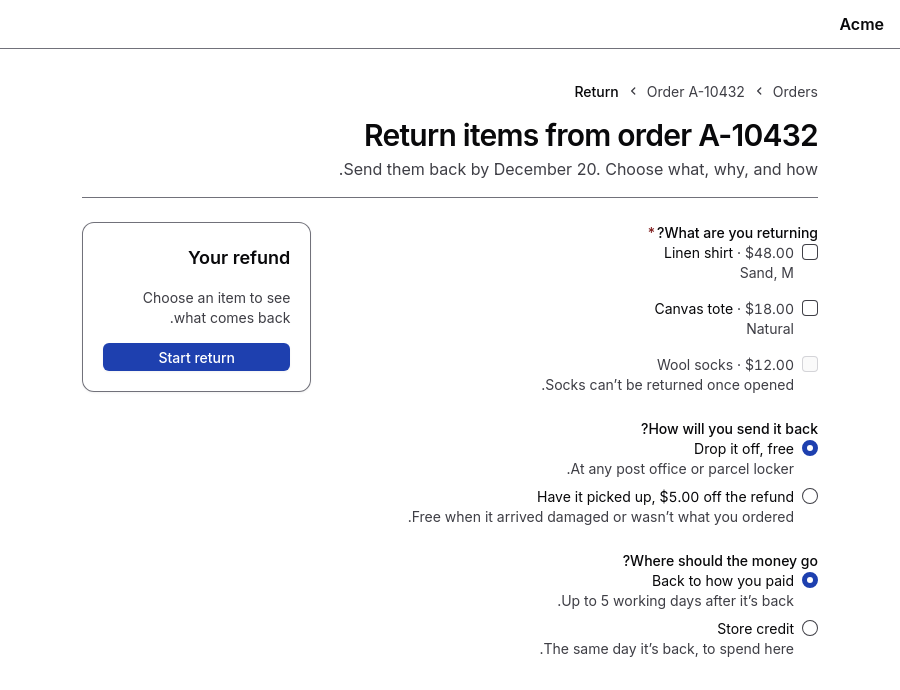 Acme
Return ‹ Order A-10432 ‹ Orders
Return items from order A-10432
.Send them back by December 20. Choose what, why, and how
*?What are you returning
Linen shirt · $48.00
Sand, M
Canvas tote · $18.00
Natural
Wool socks · $12.00
.Socks can’t be returned once opened
?How will you send it back
Drop it off, free
.At any post office or parcel locker
Have it picked up, $5.00 off the refund
.Free when it arrived damaged or wasn’t what you ordered
?Where should the money go
Back to how you paid
.Up to 5 working days after it’s back
Store credit
.The same day it’s back, to spend here
Your refund
Choose an item to see
.what comes back
Start return